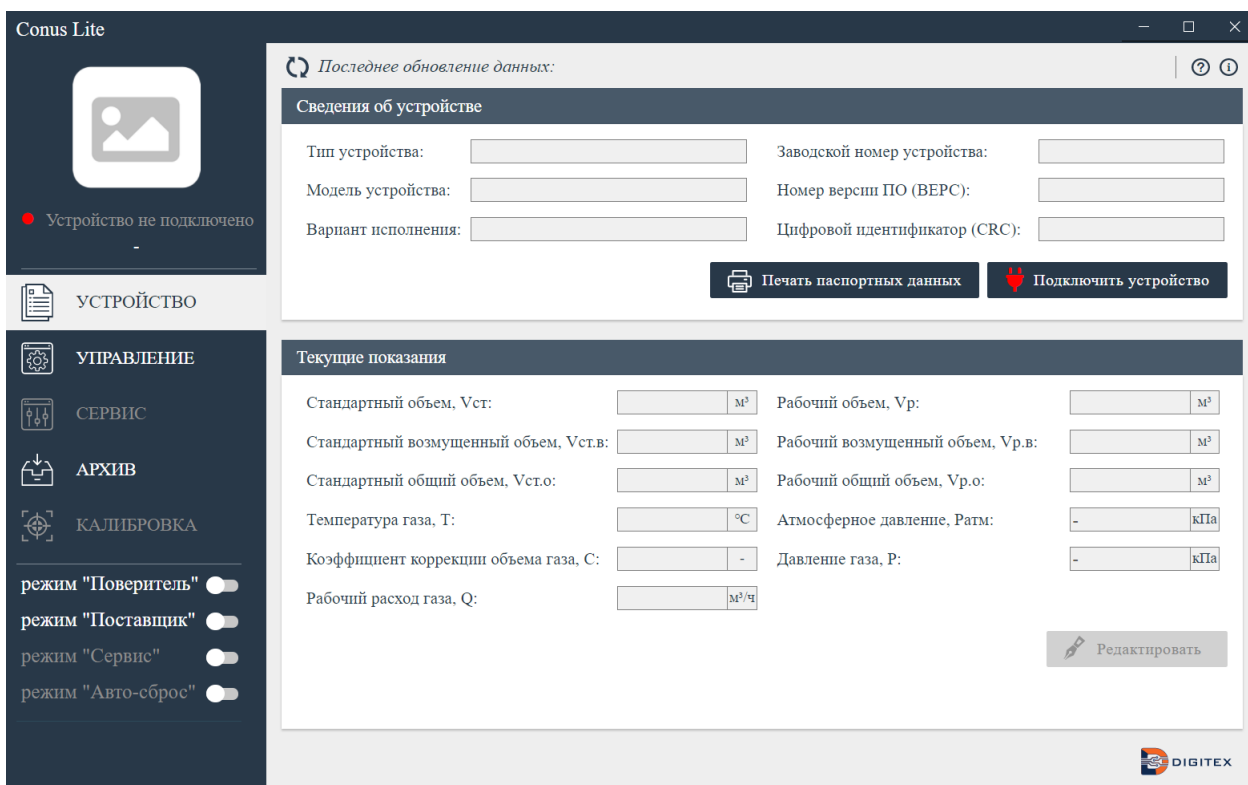 Conus Lite
Последнее обновление данных:
Устройство не подключено
-
УСТРОЙСТВО
УПРАВЛЕНИЕ
СЕРВИС
АРХИВ
КАЛИБРОВКА
режим "Поверитель"
режим "Поставщик"
режим "Сервис"
режим "Авто-сброс"
Сведения об устройстве
Тип устройства:
Заводской номер устройства:
Модель устройства:
Номер версии ПО (ВЕРС):
Вариант исполнения:
Цифровой идентификатор (CRC):
Печать паспортных данных
Подключить устройство
Текущие показания
Стандартный объем, Vст: м³
Рабочий объем, Vр: м³
Стандартный возмущенный объем, Vст.в: м³
Рабочий возмущенный объем, Vр.в: м³
Стандартный общий объем, Vст.о: м³
Рабочий общий объем, Vр.о: м³
Температура газа, Т: °C
Атмосферное давление, Ратм: - кПа
Коэффициент коррекции объема газа, С: -
Давление газа, Р: - кПа
Рабочий расход газа, Q: м³/ч
Редактировать
DIGITEX